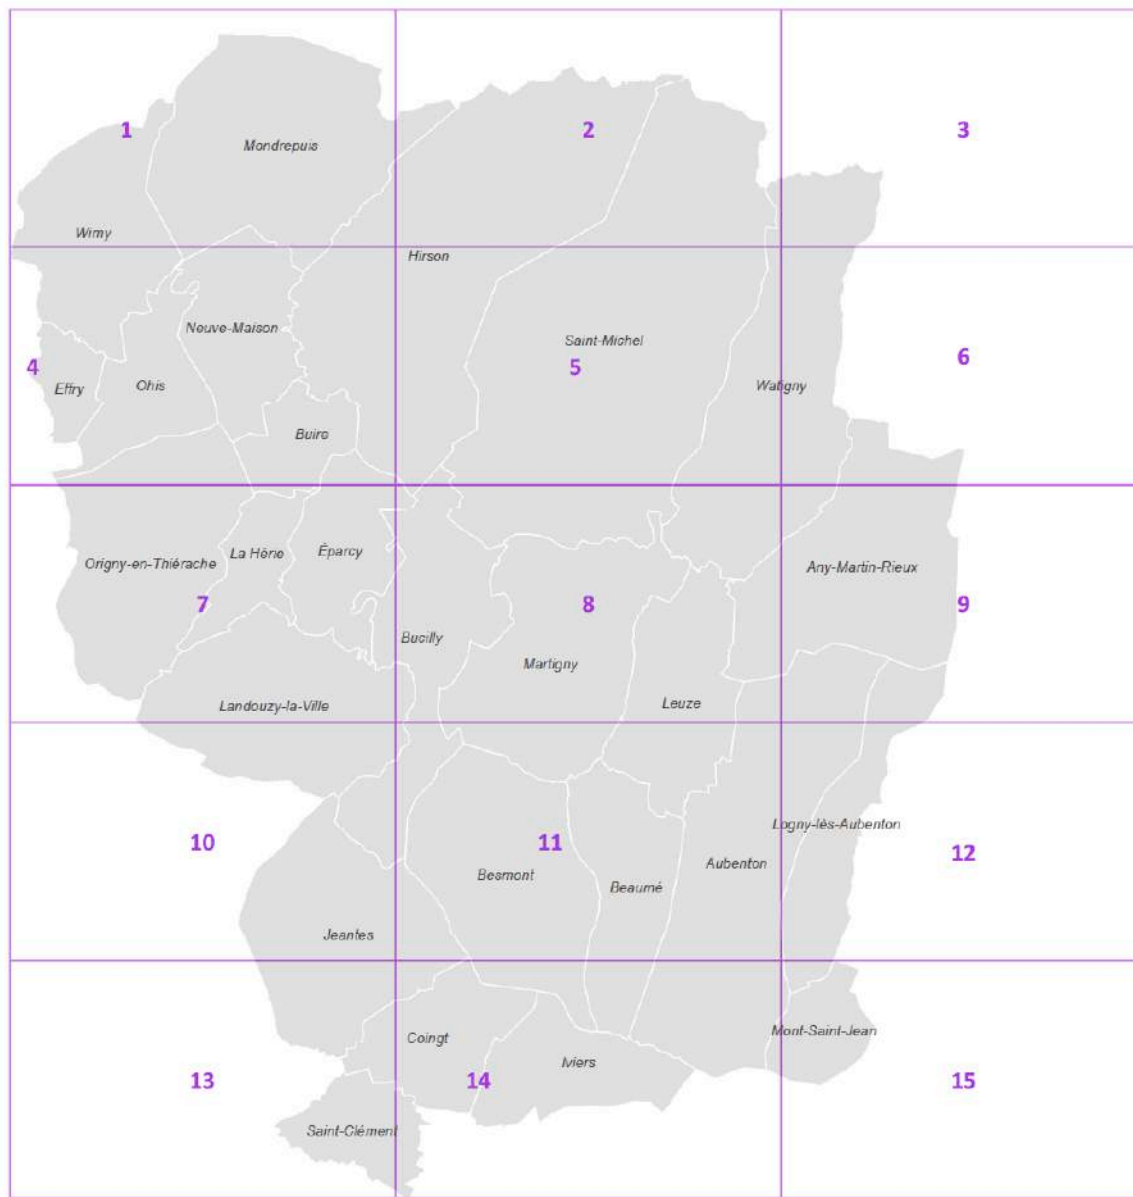 1
2
3
Mondrepuis
Wimy
Hirson
Neuve-Maison
Saint-Michel
4
5
6
Effry
Ohis
Watigny
Buire
Origny-en-Thiérache
La Hérie
Éparcy
Any-Martin-Rieux
7
8
9
Bucilly
Martigny
Landouzy-la-Ville
Leuze
Logny-lès-Aubenton
10
11
12
Besmont
Beaumé
Aubenton
Jeantes
Coingt
Mont-Saint-Jean
Iviers
13
14
15
Saint-Clément